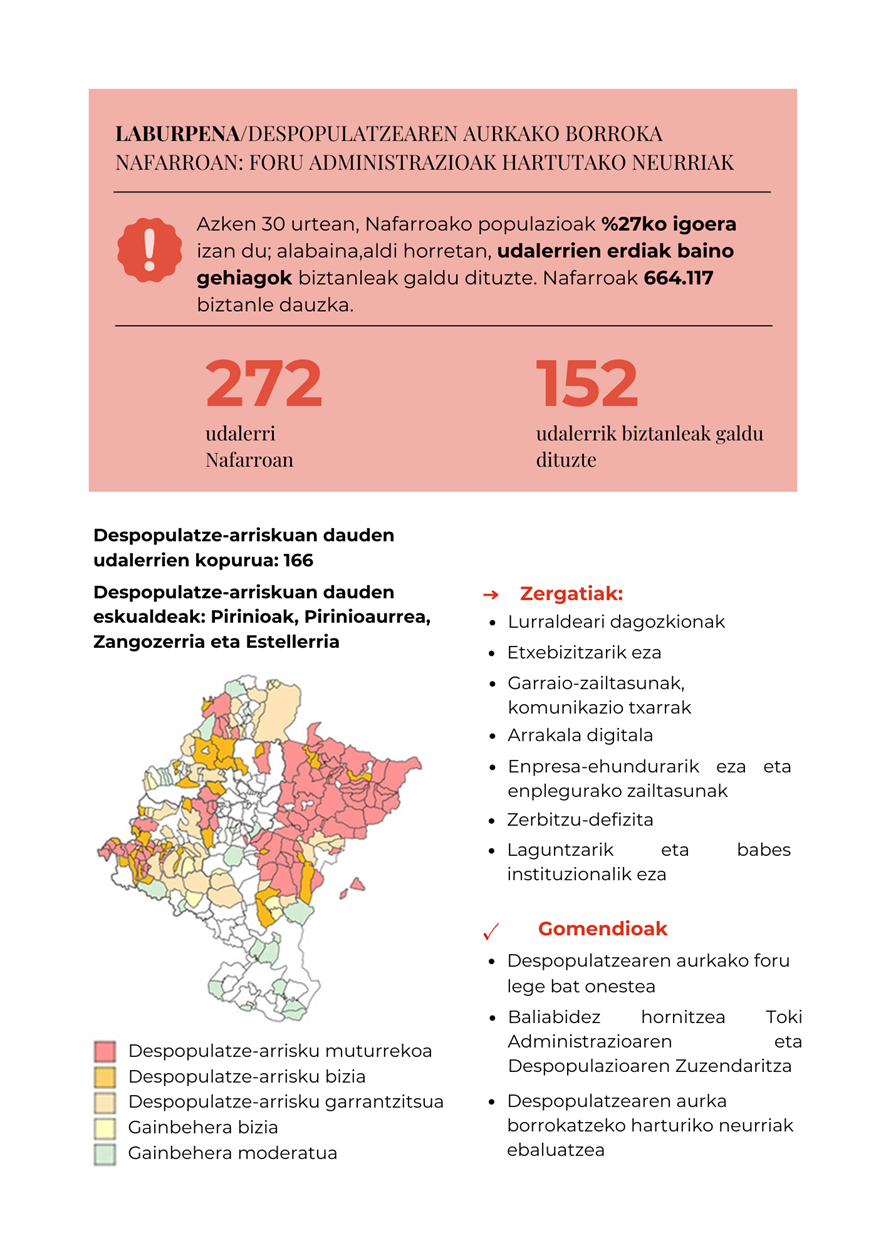 LABURPENA/DESPOPULATZEAREN AURKAKO BORROKA
NAFARROAN: FORU ADMINISTRAZIOAK HARTUTAKO NEURRIAK
Azken 30 urtean, Nafarroako populazioak %27ko igoera
izan du; alabaina,aldi horretan, udalerrien erdiak baino
gehiagok biztanleak galdu dituzte. Nafarroak 664.117
biztanle dauzka.
272
udalerri
Nafarroan
152
udalerrik biztanleak galdu
dituzte
Despopulatze-arriskuan dauden
udalerrien kopurua: 166
Despopulatze-arriskuan dauden
eskualdeak: Pirinioak, Pirinioaurrea,
Zangozerria eta Estellerria
Despopulatze-arrisku muturrekoa
Despopulatze-arrisku bizia
Despopulatze-arrisku garrantzitsua
Gainbehera bizia
Gainbehera moderatua
➔ Zergatiak:
• Lurraldeari dagozkionak
• Etxebizitzarik eza
• Garraio-zailtasunak,
komunikazio txarrak
• Arrakala digitala
• Enpresa-ehundurarik eza eta
enplegurako zailtasunak
• Zerbitzu-defizita
• Laguntzarik eta babes
instituzionalik eza
✓ Gomendioak
• Despopulatzearen aurkako foru
lege bat onestea
• Baliabidez hornitzea Toki
Administrazioaren eta
Despopulazioaren Zuzendaritza
• Despopulatzearen aurka
borrokatzeko harturiko neurriak
ebaluatzea